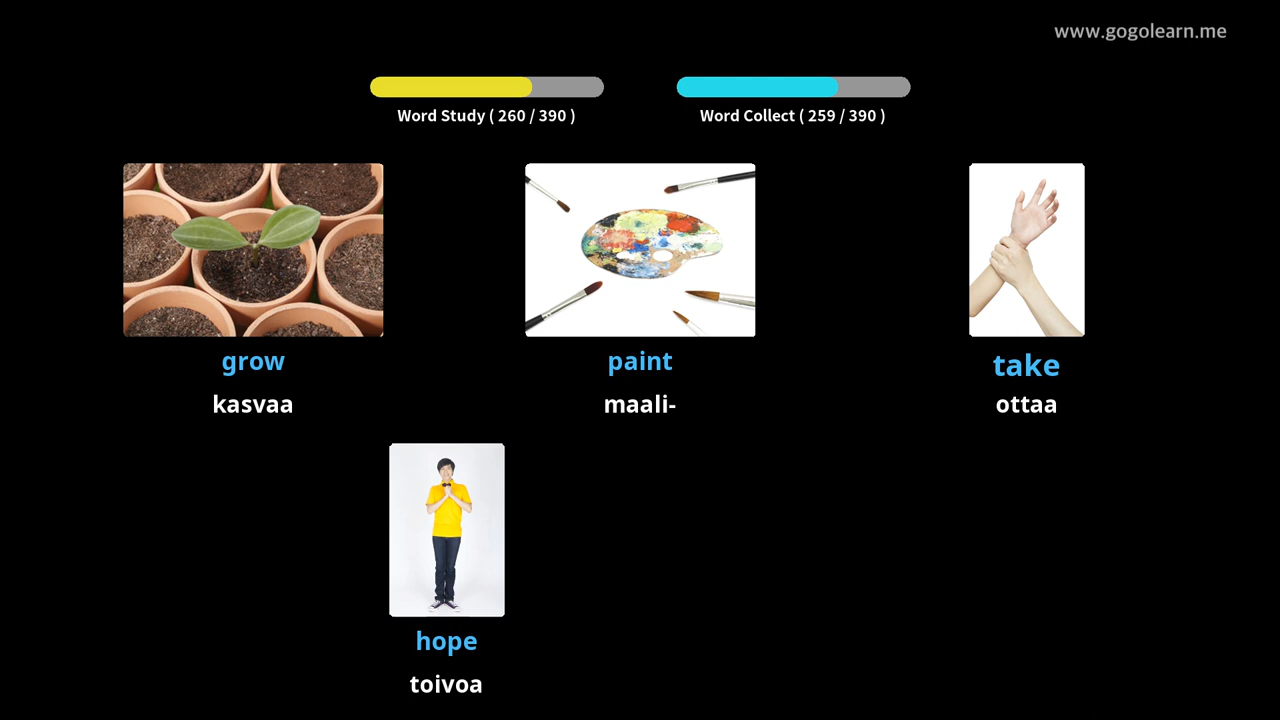 www.gogolearn.me
Word Study ( 260 / 390 )
Word Collect ( 259 / 390 )
grow
paint
take
kasvaa
maali-
ottaa
hope
toivoa